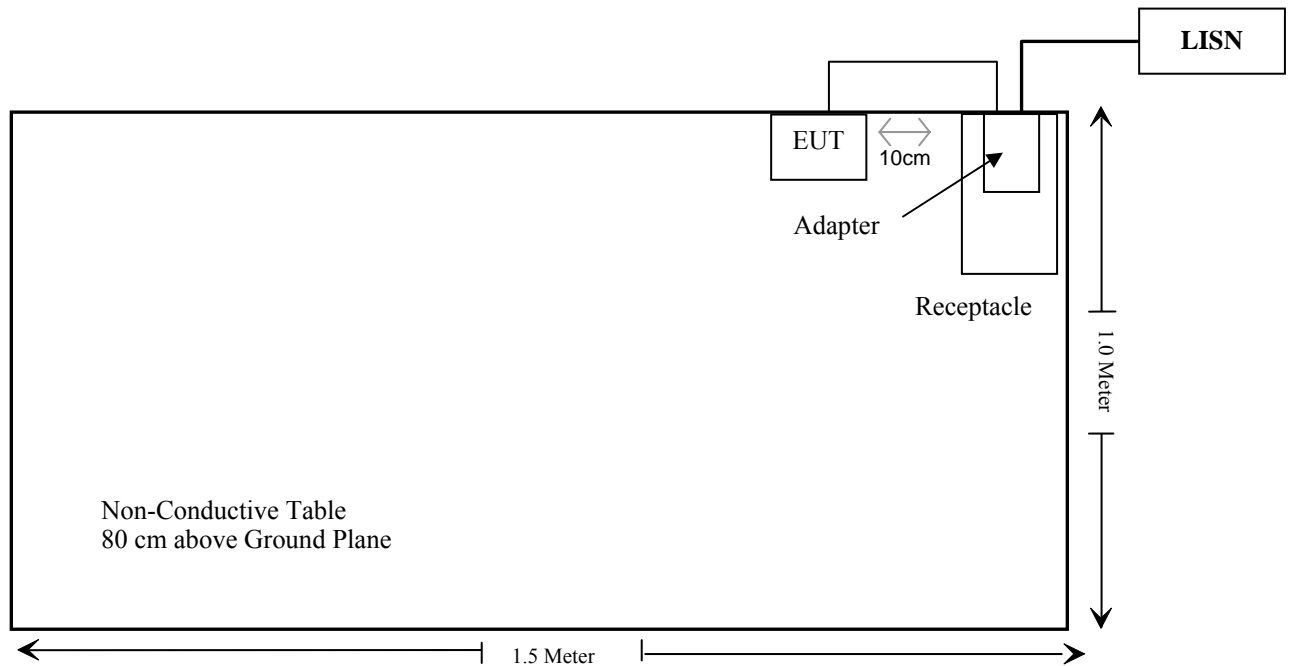 LISN
EUT
10cm
Adapter
Receptacle
1.0 Meter
Non-Conductive Table
80 cm above Ground Plane
1.5 Meter